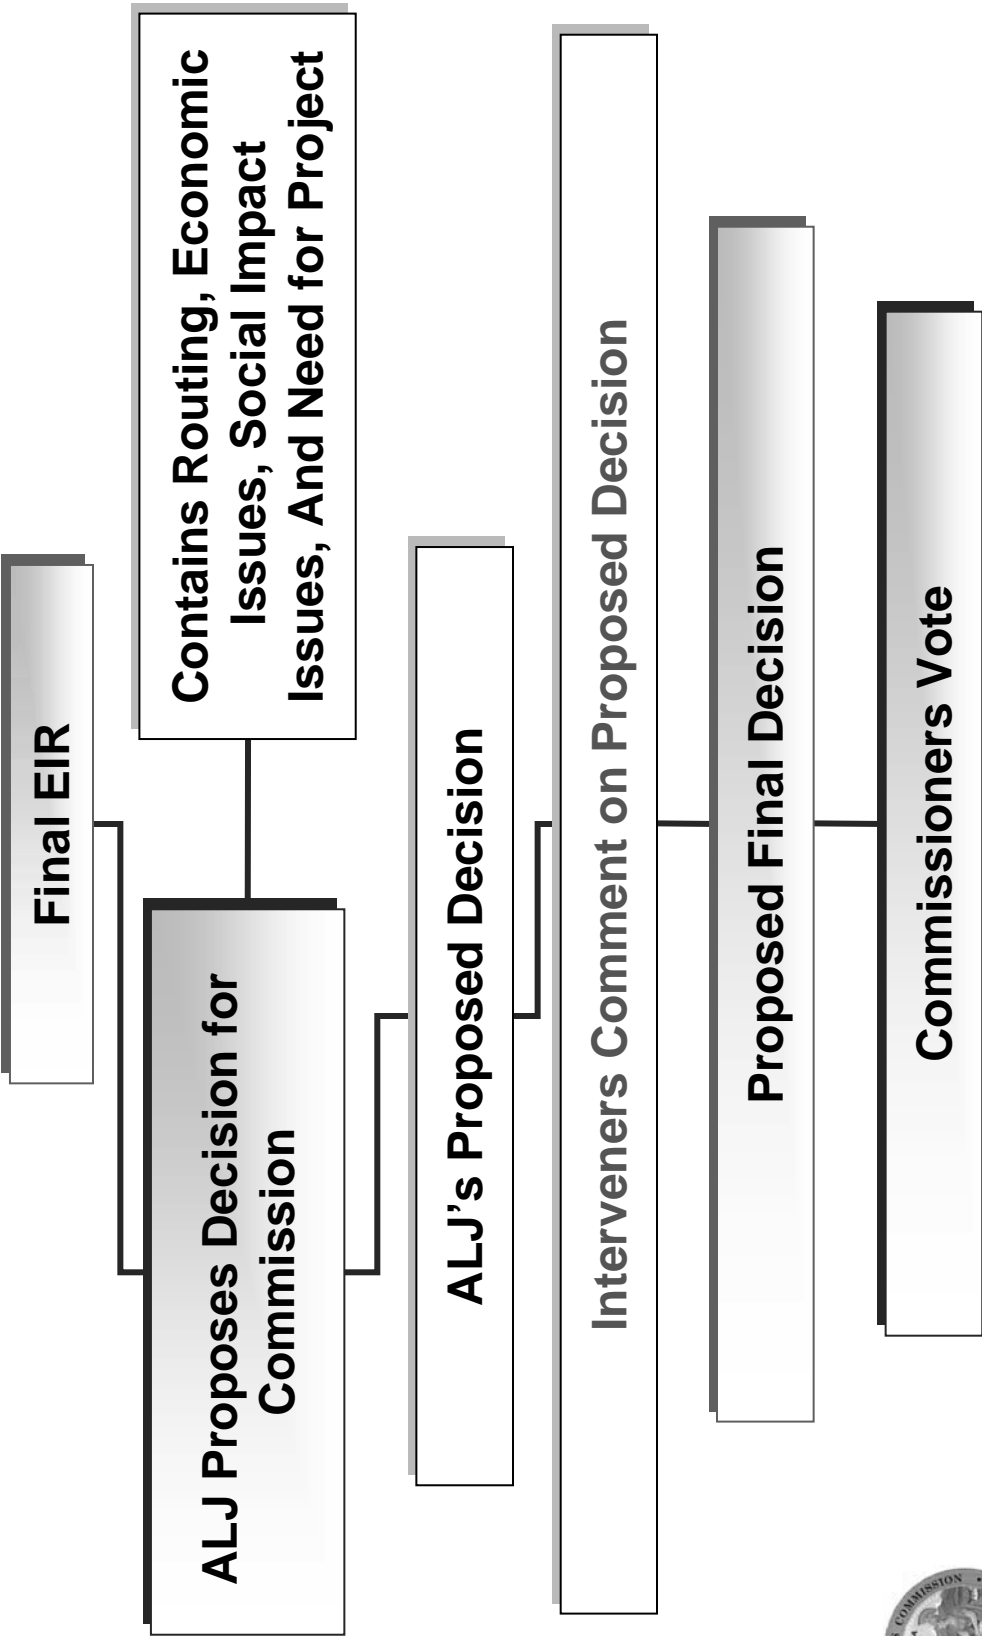 Final EIR
ALJ Proposes Decision for
Commission
Contains Routing, Economic
Issues, Social Impact
Issues, And Need for Project
ALJ’s Proposed Decision
Interveners Comment on Proposed Decision
Proposed Final Decision
Commissioners Vote
COMMISSION